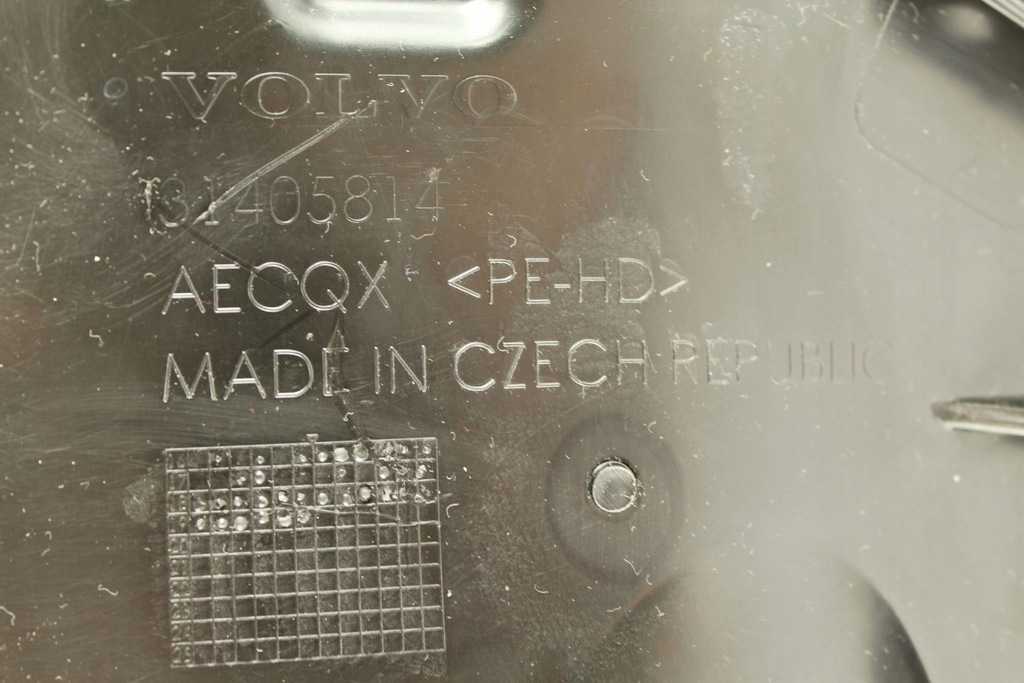 VOLVO
31405814
AECQX <PE-HD>
MADE IN CZECH REPUBLIC